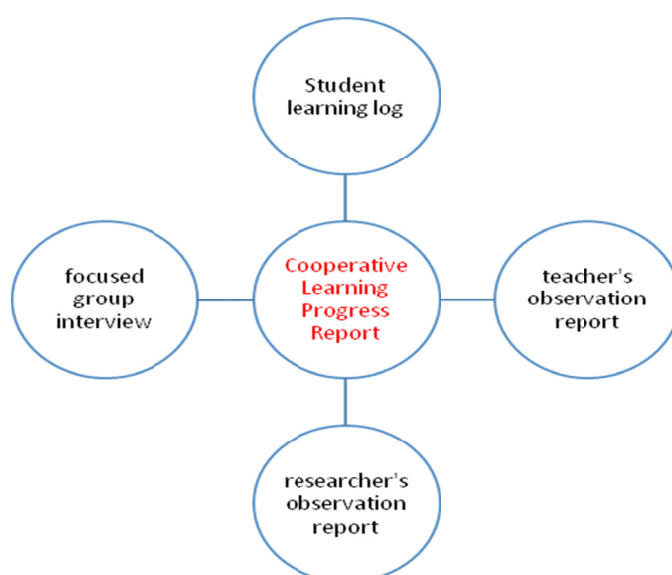 Student
learning log
focused
group
interview
Cooperative
Learning
Progress
Report
teacher's
observation
report
researcher's
observation
report